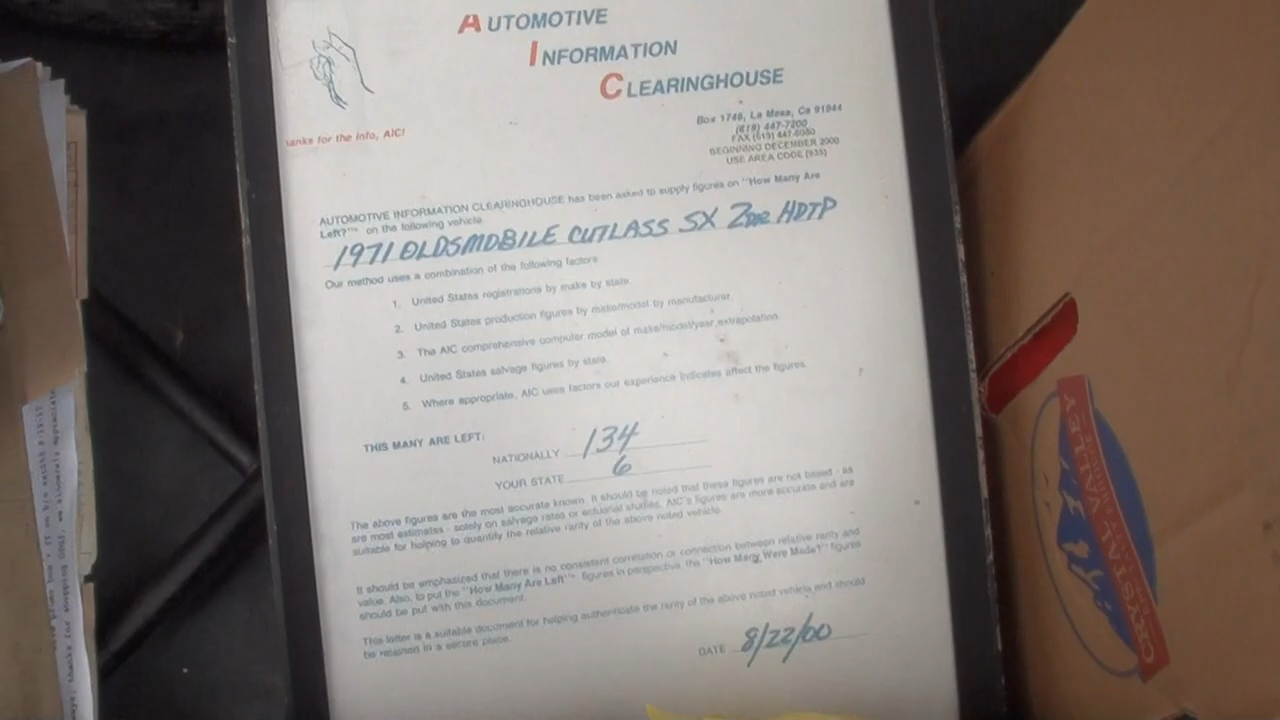 AUTOMOTIVE
INFORMATION
CLEARINGHOUSE
anks for the info, AIC!
Box 1746, La Mesa, Ca 91944
(619) 447-7200
FAX (619) 447-6080
BEGINNING DECEMBER 2000
USE AREA CODE (935)
AUTOMOTIVE INFORMATION CLEARINGHOUSE has been asked to supply figures on "How Many Are
Left?" on the following vehicle
1971 OLDSMOBILE CUTLASS SX 2DR HDTP
Our method uses a combination of the following factors:
1. United States registrations by make by state.
2. United States production figures by make/model by manufacturer.
3. The AIC comprehensive computer model of make/model/year extrapolation.
4. United States salvage figures by state.
5. Where appropriate, AIC uses factors our experience indicates affect the figures.
THIS MANY ARE LEFT:
NATIONALLY 134
YOUR STATE 6
The above figures are the most accurate known. It should be noted that these figures are not based - as
are most estimates - solely on salvage rates or actuarial studies. AIC's figures are more accurate and are
suitable for helping to quantify the relative rarity of the above noted vehicle.
It should be emphasized that there is no consistent correlation or connection between relative rarity and
value. Also, to put the "How Many Are Left" figures in perspective, the "How Many Were Made?" figures
should be put with this document.
This letter is a suitable document for helping authenticate the rarity of the above noted vehicle and should
be retained in a secure place.
DATE 8/22/00
CRYSTAL VALLEY